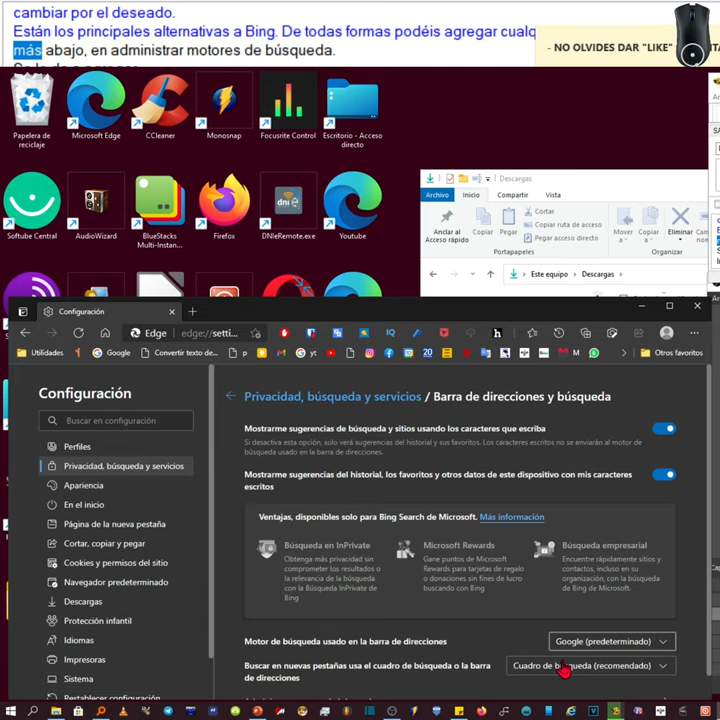 cambiar por el deseado.
Están los principales alternativas a Bing. De todas formas podéis agregar cualq
más abajo, en administrar motores de búsqueda.
- NO OLVIDES DAR "LIKE"
Papelera de reciclaje
Microsoft Edge
CCleaner
Monosnap
Focusrite Control
Escritorio - Acceso directo
Softube Central
AudioWizard
BlueStacks Multi-Instan...
Firefox
DNIeRemote.exe
Youtube
Descargas
Archivo
Inicio
Compartir
Vista
Anclar al Acceso rápido
Copiar
Pegar
Cortar
Copiar ruta de acceso
Pegar acceso directo
Mover a
Copiar a
Eliminar
Portapapeles
Organizar
Este equipo > Descargas
Configuración
Edge
edge://setti...
Utilidades
Google
Convertir texto de...
p
yt
Otros favoritos
Configuración
Buscar en configuración
Perfiles
Privacidad, búsqueda y servicios
Apariencia
En el inicio
Página de la nueva pestaña
Cortar, copiar y pegar
Cookies y permisos del sitio
Navegador predeterminado
Descargas
Protección infantil
Idiomas
Impresoras
Sistema
Restablecer configuración
Privacidad, búsqueda y servicios / Barra de direcciones y búsqueda
Mostrarme sugerencias de búsqueda y sitios usando los caracteres que escriba
Si desactiva esta opción, solo verá sugerencias del historial y sus favoritos. Los caracteres escritos no se enviarán al motor de
búsqueda usado en la barra de direcciones.
Mostrarme sugerencias del historial, los favoritos y otros datos de este dispositivo con mis caracteres
escritos
Ventajas, disponibles solo para Bing Search de Microsoft. Más información
Búsqueda en InPrivate
Obtenga más privacidad sin
comprometer los resultados o
la relevancia de la búsqueda
con la Búsqueda InPrivate de
Bing
Microsoft Rewards
Gane puntos de Microsoft
Rewards para tarjetas de regalo
o donaciones sin fines de lucro
buscando con Bing
Búsqueda empresarial
Encuentre rápidamente sitios y
contactos, incluso en su
organización, con la búsqueda
de Bing de Microsoft.
Motor de búsqueda usado en la barra de direcciones
Google (predeterminado)
Buscar en nuevas pestañas usa el cuadro de búsqueda o la barra
de direcciones
Cuadro de búsqueda (recomendado)